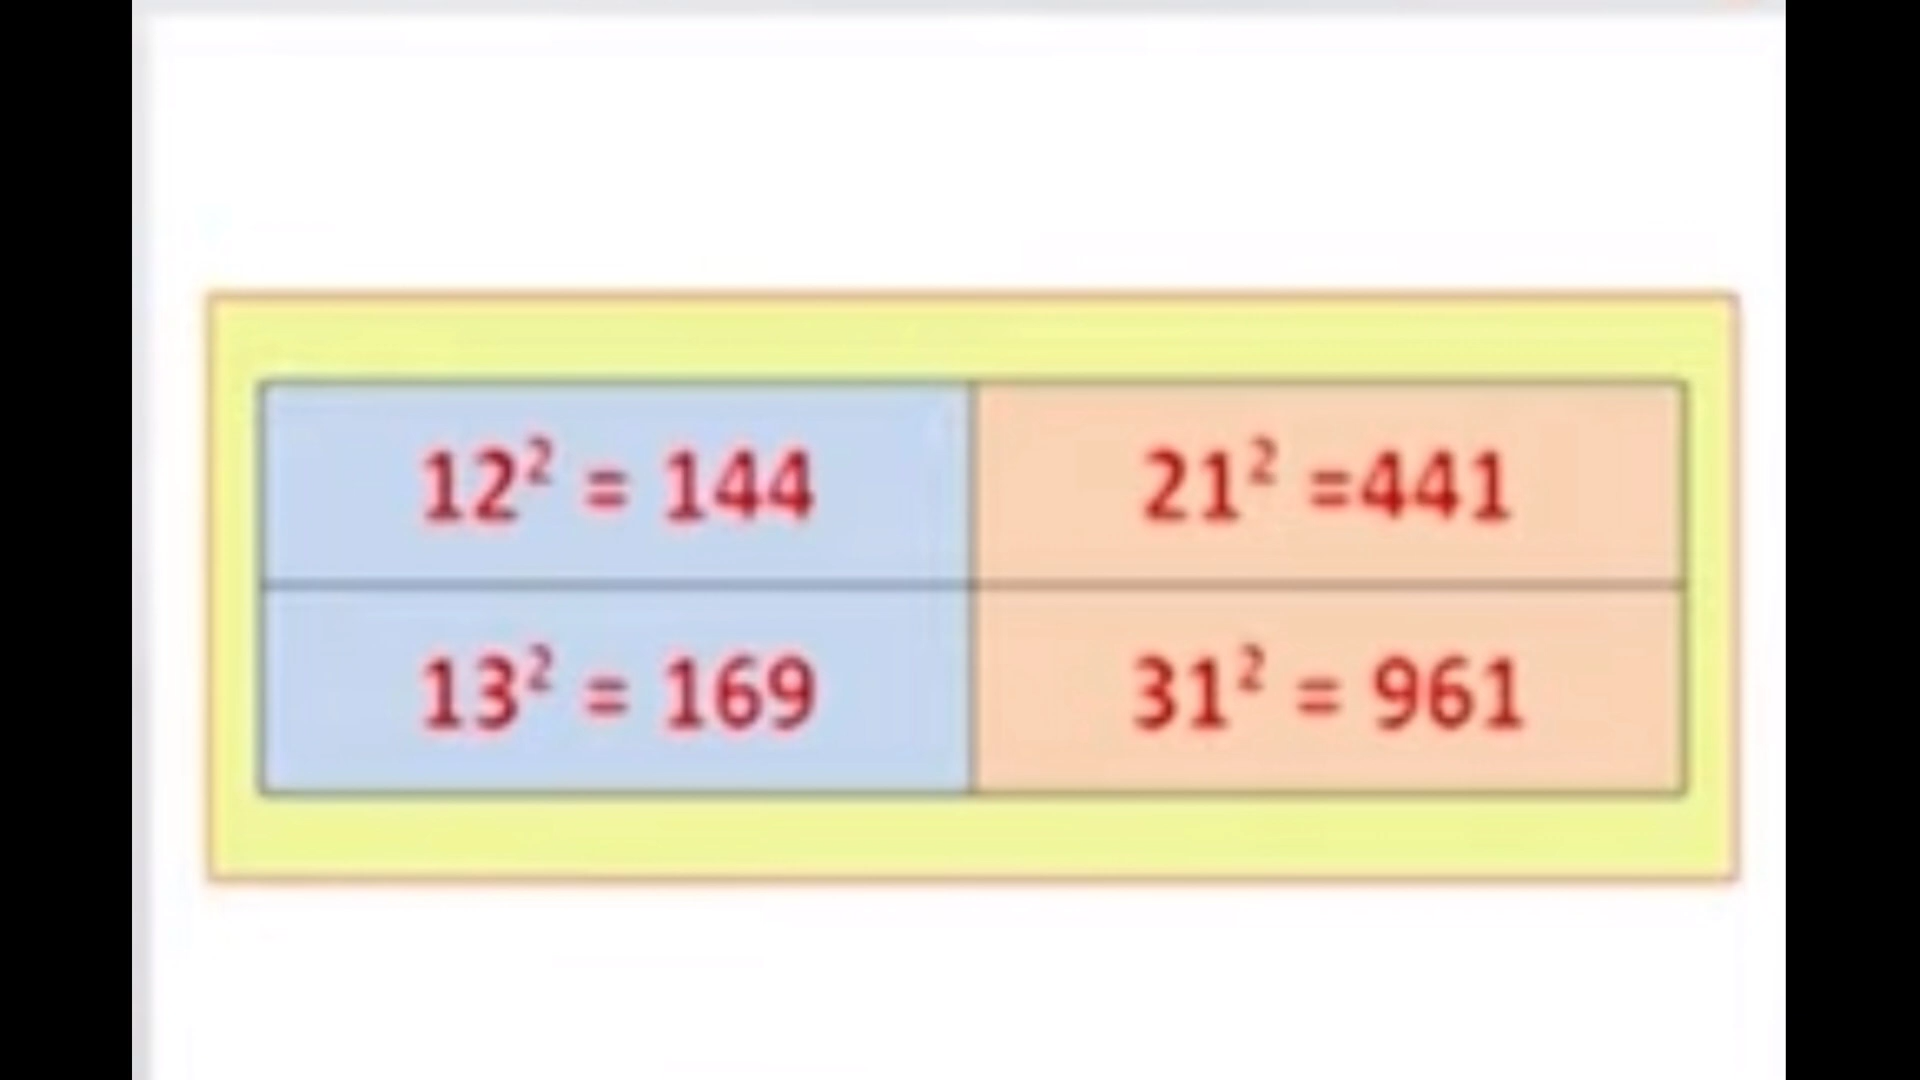 12² = 144
21² =441
13² = 169
31² = 961